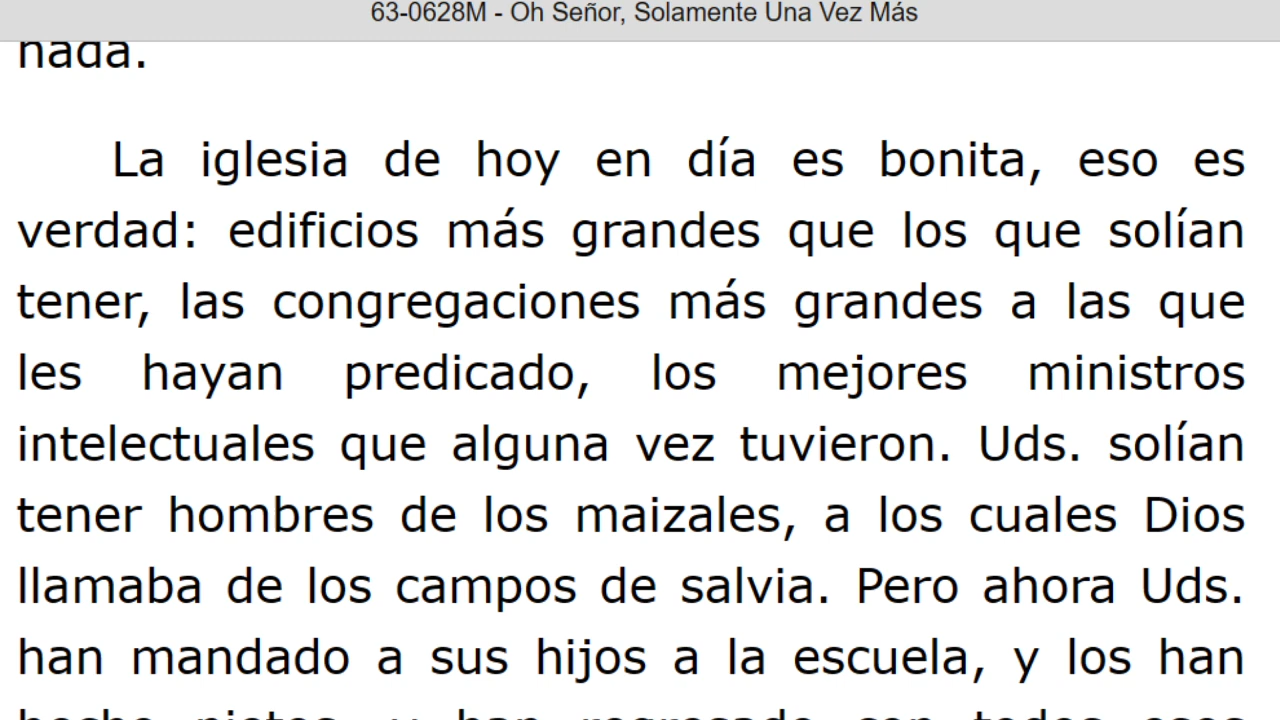 63-0628M - Oh Señor, Solamente Una Vez Más
nada.
La iglesia de hoy en día es bonita, eso es
verdad: edificios más grandes que los que solían
tener, las congregaciones más grandes a las que
les hayan predicado, los mejores ministros
intelectuales que alguna vez tuvieron. Uds. solían
tener hombres de los maizales, a los cuales Dios
llamaba de los campos de salvia. Pero ahora Uds.
han mandado a sus hijos a la escuela, y los han